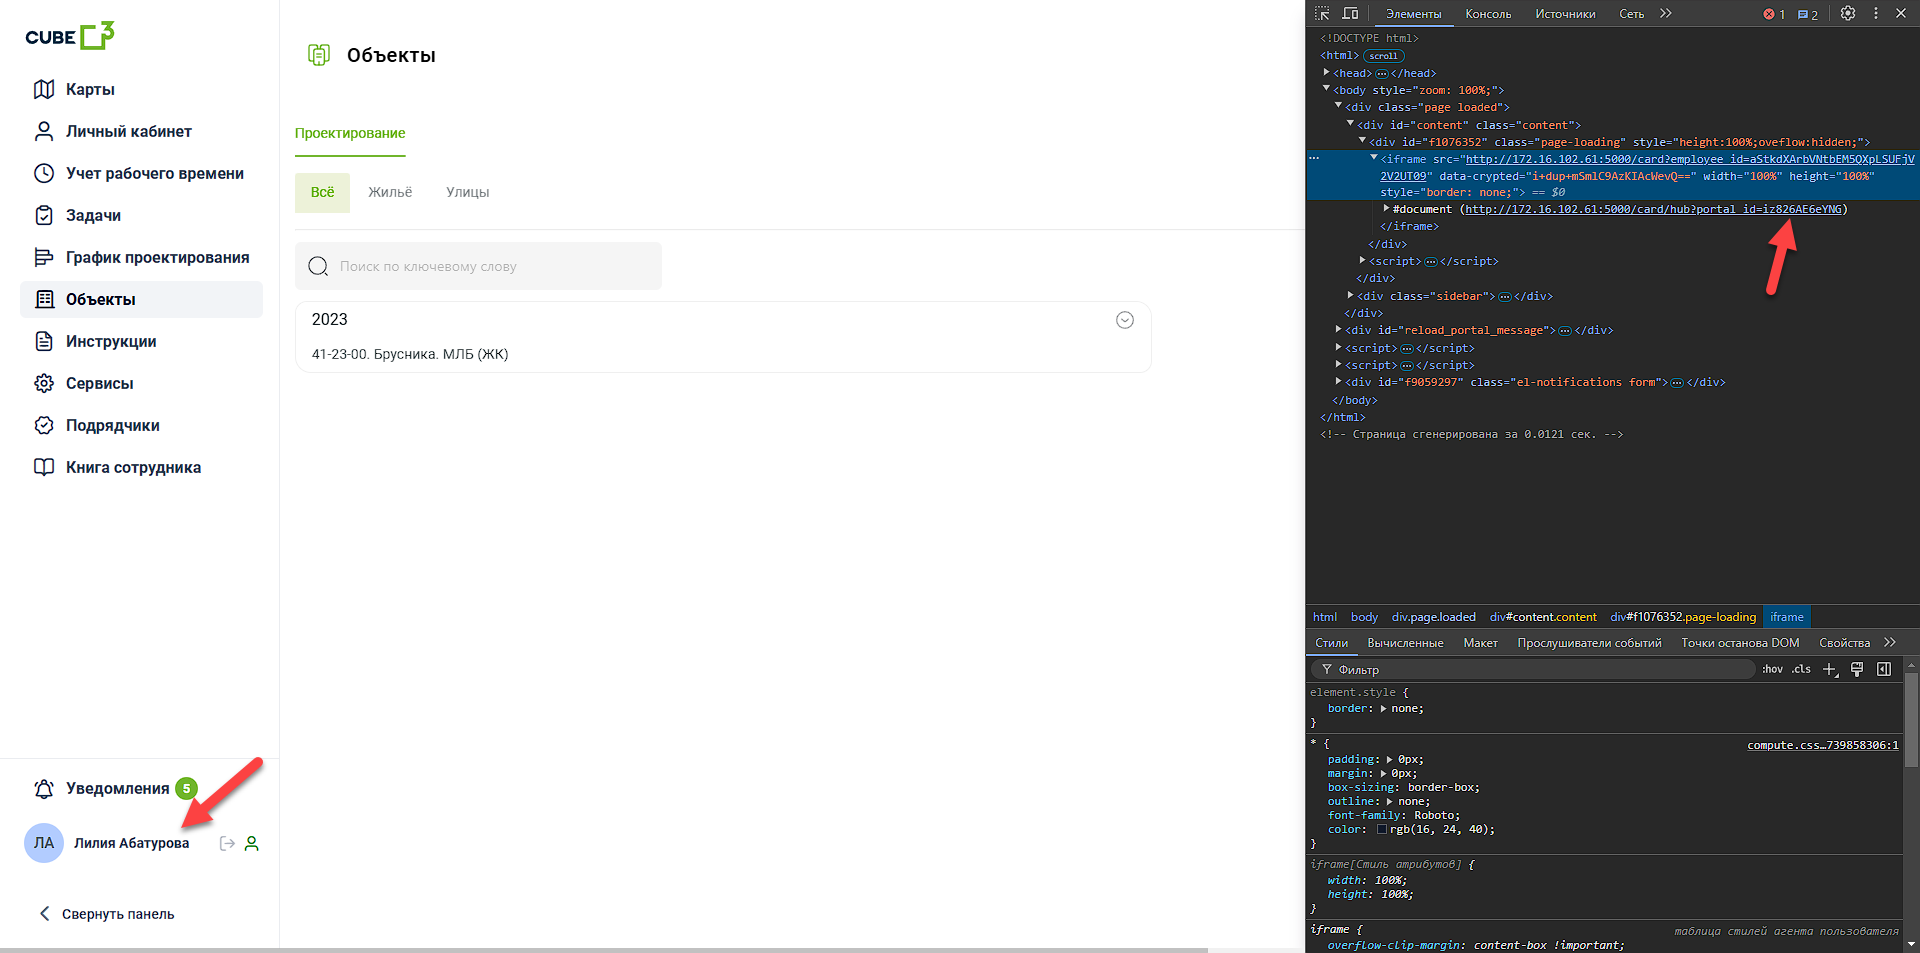 CUBE 3
Карты
Личный кабинет
Учет рабочего времени
Задачи
График проектирования
Объекты
Инструкции
Сервисы
Подрядчики
Книга сотрудника
Уведомления 5
ЛА Лилия Абатурова
Свернуть панель
Объекты
Проектирование
Всё Жильё Улицы
Поиск по ключевому слову
2023
41-23-00. Брусника. МЛБ (ЖК)
Элементы Консоль Источники Сеть 1 2
<!DOCTYPE html>
<html> scroll
<head> … </head>
<body style="zoom: 100%;">
<div class="page loaded">
<div id="content" class="content">
<div id="f1076352" class="page-loading" style="height:100%;oveflow:hidden;">
… <iframe src="http://172.16.102.61:5000/card?employee_id=aStkdXArbVNtbEM5QXpLSUFjV
2V2UT09" data-crypted="i+dup+mSmlC9AzKIAcWevQ==" width="100%" height="100%"
style="border: none;"> == $0
#document (http://172.16.102.61:5000/card/hub?portal_id=iz826AE6eYNG)
</iframe>
</div>
<script> … </script>
</div>
<div class="sidebar"> … </div>
</div>
<div id="reload_portal_message"> … </div>
<script> … </script>
<script> … </script>
<div id="f9059297" class="el-notifications form"> … </div>
</body>
</html>
<!-- Страница сгенерирована за 0.0121 сек. -->
html body div.page.loaded div#content.content div#f1076352.page-loading iframe
Стили Вычисленные Макет Прослушиватели событий Точки останова DOM Свойства
Фильтр :hov .cls
element.style {
border: none;
}
* { compute.css…739858306:1
padding: 0px;
margin: 0px;
box-sizing: border-box;
outline: none;
font-family: Roboto;
color: rgb(16, 24, 40);
}
iframe[Стиль атрибутов] {
width: 100%;
height: 100%;
}
iframe { таблица стилей агента пользователя
overflow-clip-margin: content-box !important;